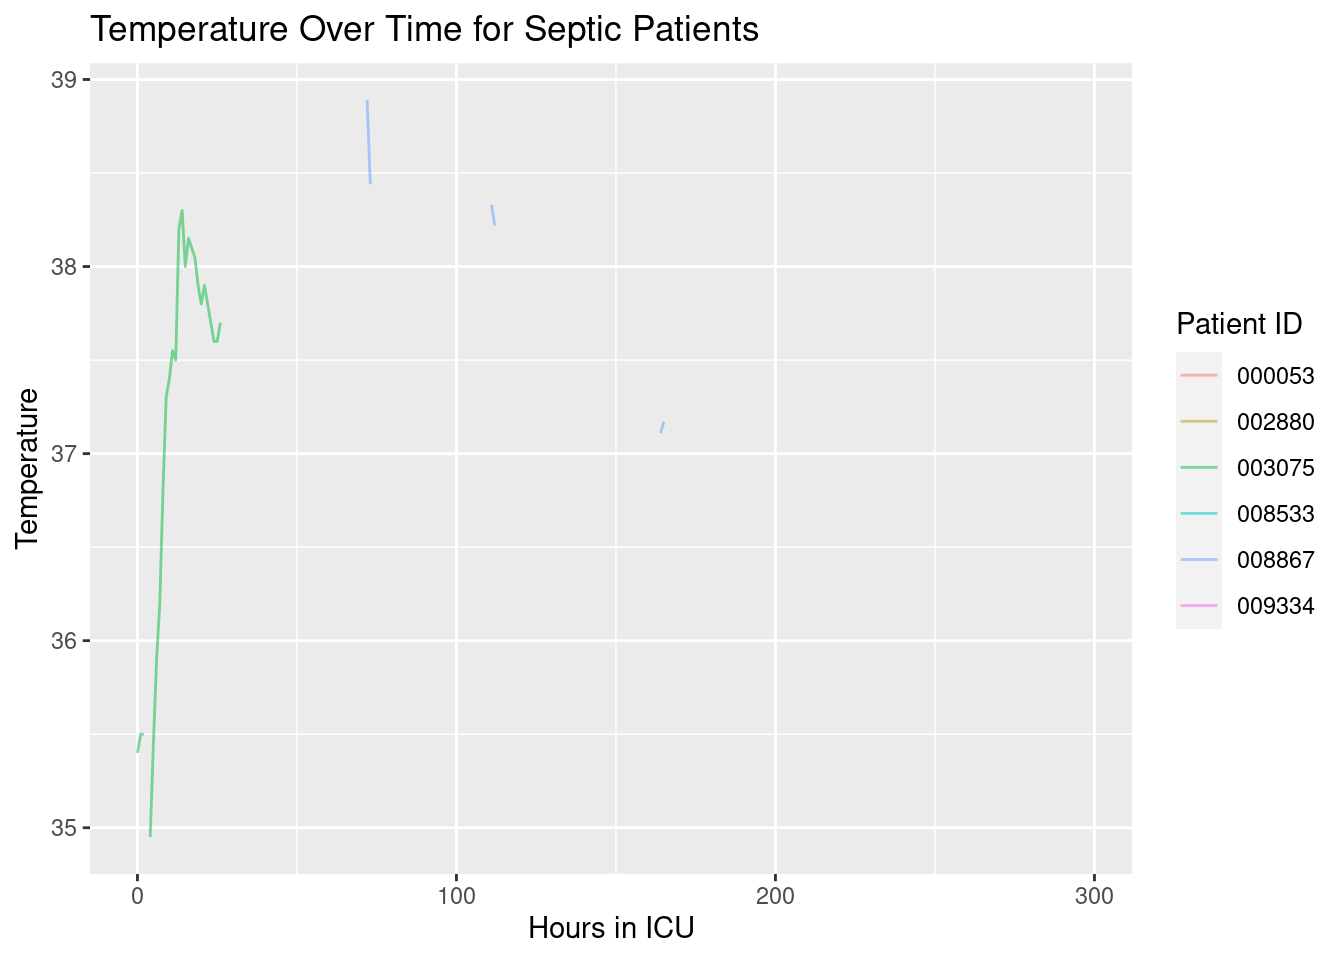 Temperature Over Time for Septic Patients
39
38
37
36
35
Temperature
0 100 200 300
Hours in ICU
Patient ID
000053
002880
003075
008533
008867
009334